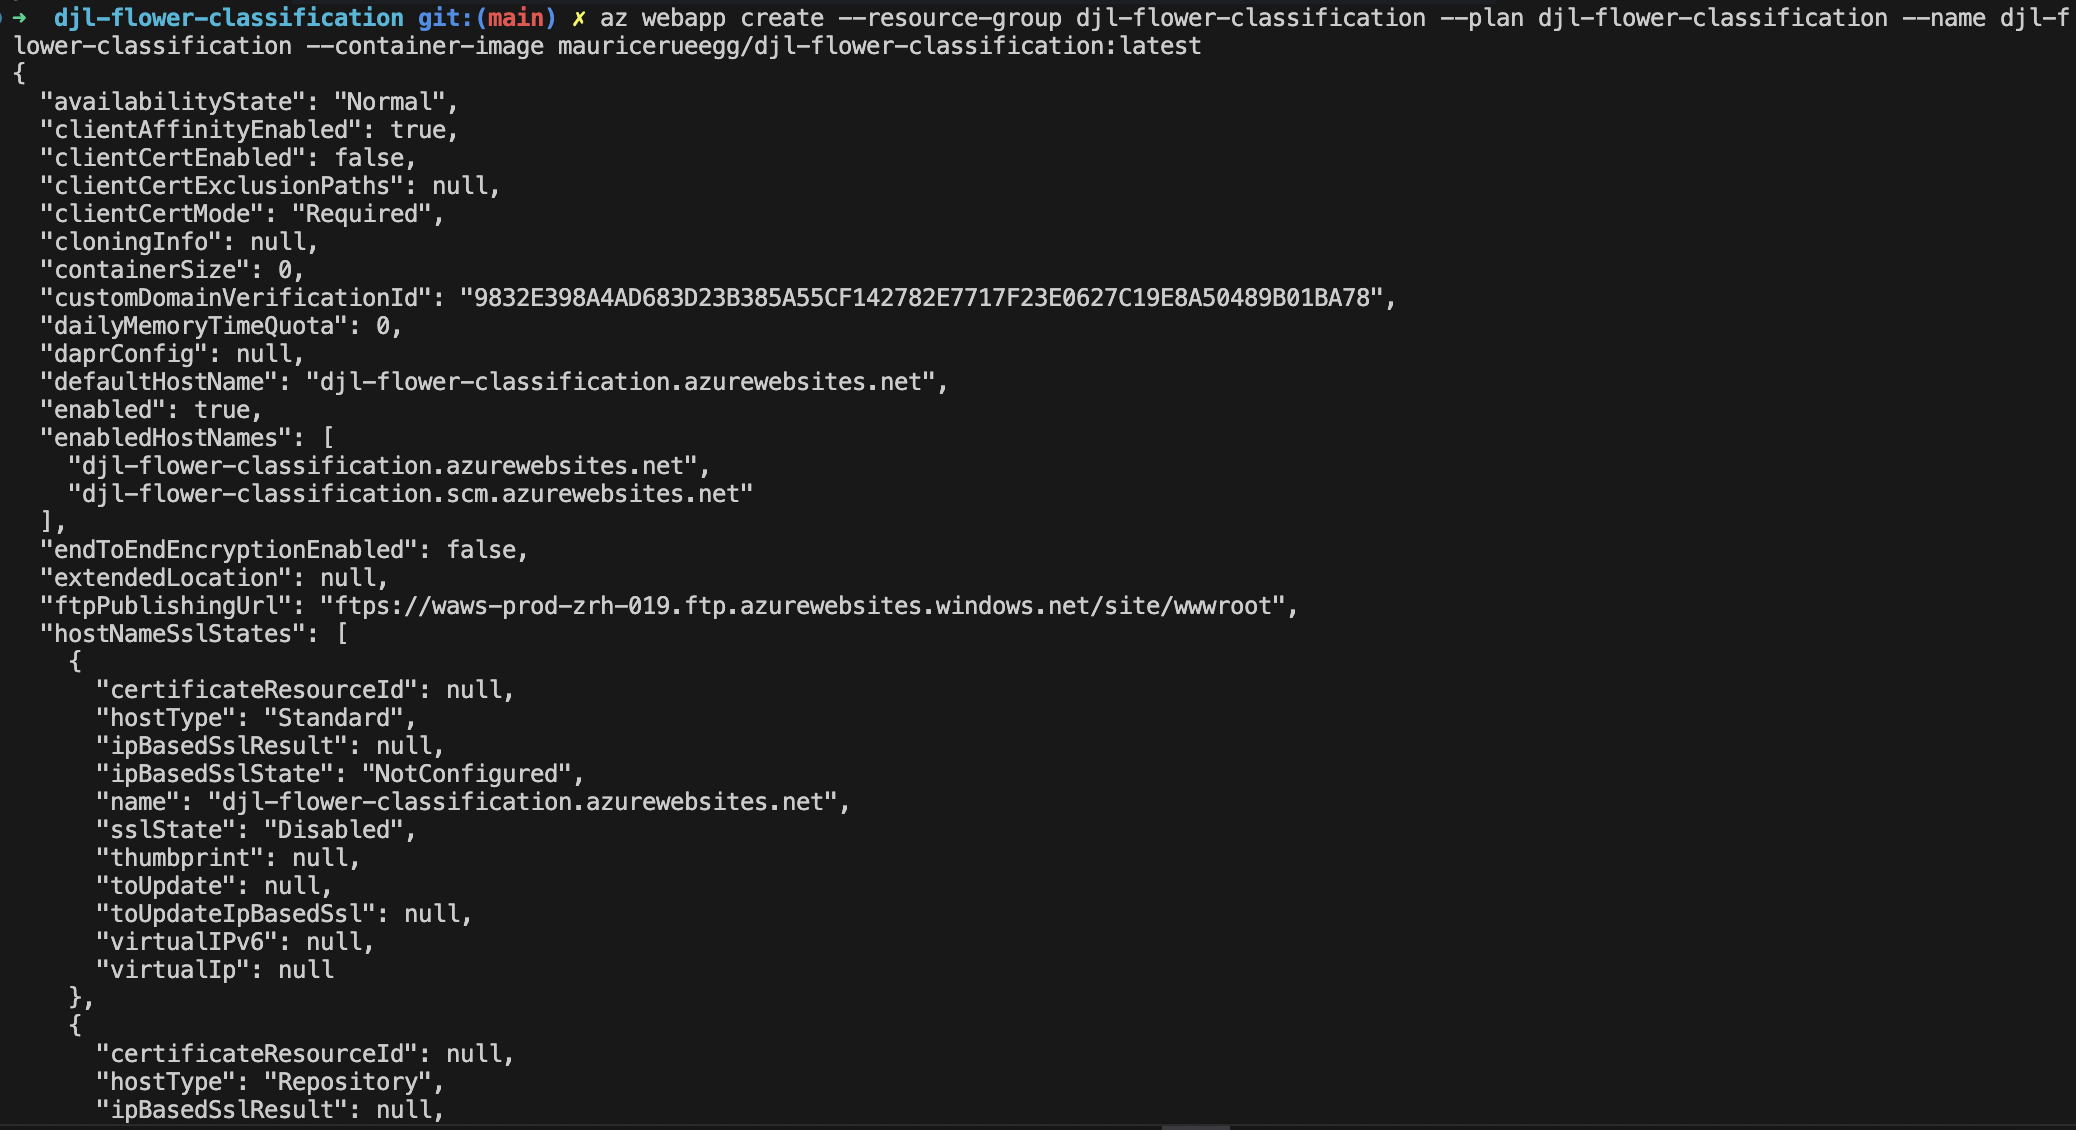 ➜  djl-flower-classification git:(main) ✗ az webapp create --resource-group djl-flower-classification --plan djl-flower-classification --name djl-f
lower-classification --container-image mauricerueegg/djl-flower-classification:latest
{
  "availabilityState": "Normal",
  "clientAffinityEnabled": true,
  "clientCertEnabled": false,
  "clientCertExclusionPaths": null,
  "clientCertMode": "Required",
  "cloningInfo": null,
  "containerSize": 0,
  "customDomainVerificationId": "9832E398A4AD683D23B385A55CF142782E7717F23E0627C19E8A50489B01BA78",
  "dailyMemoryTimeQuota": 0,
  "daprConfig": null,
  "defaultHostName": "djl-flower-classification.azurewebsites.net",
  "enabled": true,
  "enabledHostNames": [
    "djl-flower-classification.azurewebsites.net",
    "djl-flower-classification.scm.azurewebsites.net"
  ],
  "endToEndEncryptionEnabled": false,
  "extendedLocation": null,
  "ftpPublishingUrl": "ftps://waws-prod-zrh-019.ftp.azurewebsites.windows.net/site/wwwroot",
  "hostNameSslStates": [
    {
      "certificateResourceId": null,
      "hostType": "Standard",
      "ipBasedSslResult": null,
      "ipBasedSslState": "NotConfigured",
      "name": "djl-flower-classification.azurewebsites.net",
      "sslState": "Disabled",
      "thumbprint": null,
      "toUpdate": null,
      "toUpdateIpBasedSsl": null,
      "virtualIPv6": null,
      "virtualIp": null
    },
    {
      "certificateResourceId": null,
      "hostType": "Repository",
      "ipBasedSslResult": null,